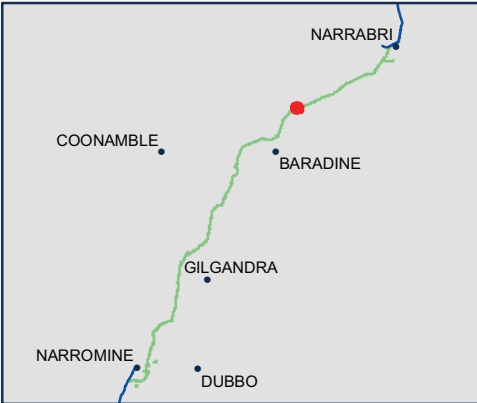 NARRABRI
COONAMBLE
BARADINE
GILGANDRA
NARROMINE
DUBBO